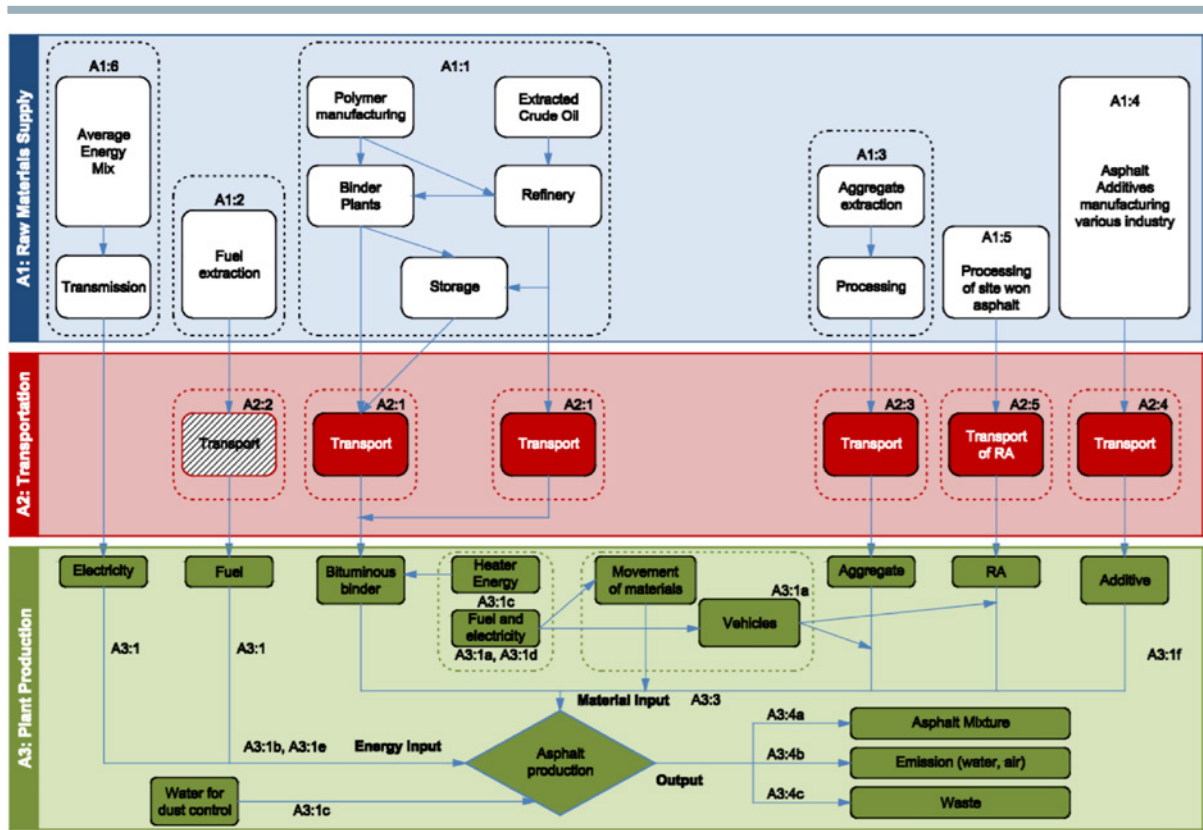 A1: Raw Materials Supply
A1:6
Average
Energy
Mix
Transmission
A1:2
Fuel
extraction
A1:1
Polymer
manufacturing
Extracted
Crude Oil
Binder
Plants
Refinery
Storage
A1:3
Aggregate
extraction
Processing
A1:5
Processing
of site won
asphalt
A1:4
Asphalt
Additives
manufacturing
various industry
A2: Transportation
A2:2
Transport
A2:1
Transport
A2:1
Transport
A2:3
Transport
A2:5
Transport
of RA
A2:4
Transport
A3: Plant Production
Electricity
Fuel
Bituminous
binder
Heater
Energy
A3:1c
Fuel and
electricity
A3:1a, A3:1d
Movement
of materials
A3:1a
Vehicles
Aggregate
RA
Additive
A3:1
A3:1
A3:1f
Material Input
A3:3
A3:1b, A3:1e
Energy Input
Asphalt
production
Output
A3:4a
Asphalt Mixture
A3:4b
Emission (water, air)
A3:4c
Waste
Water for
dust control
A3:1c